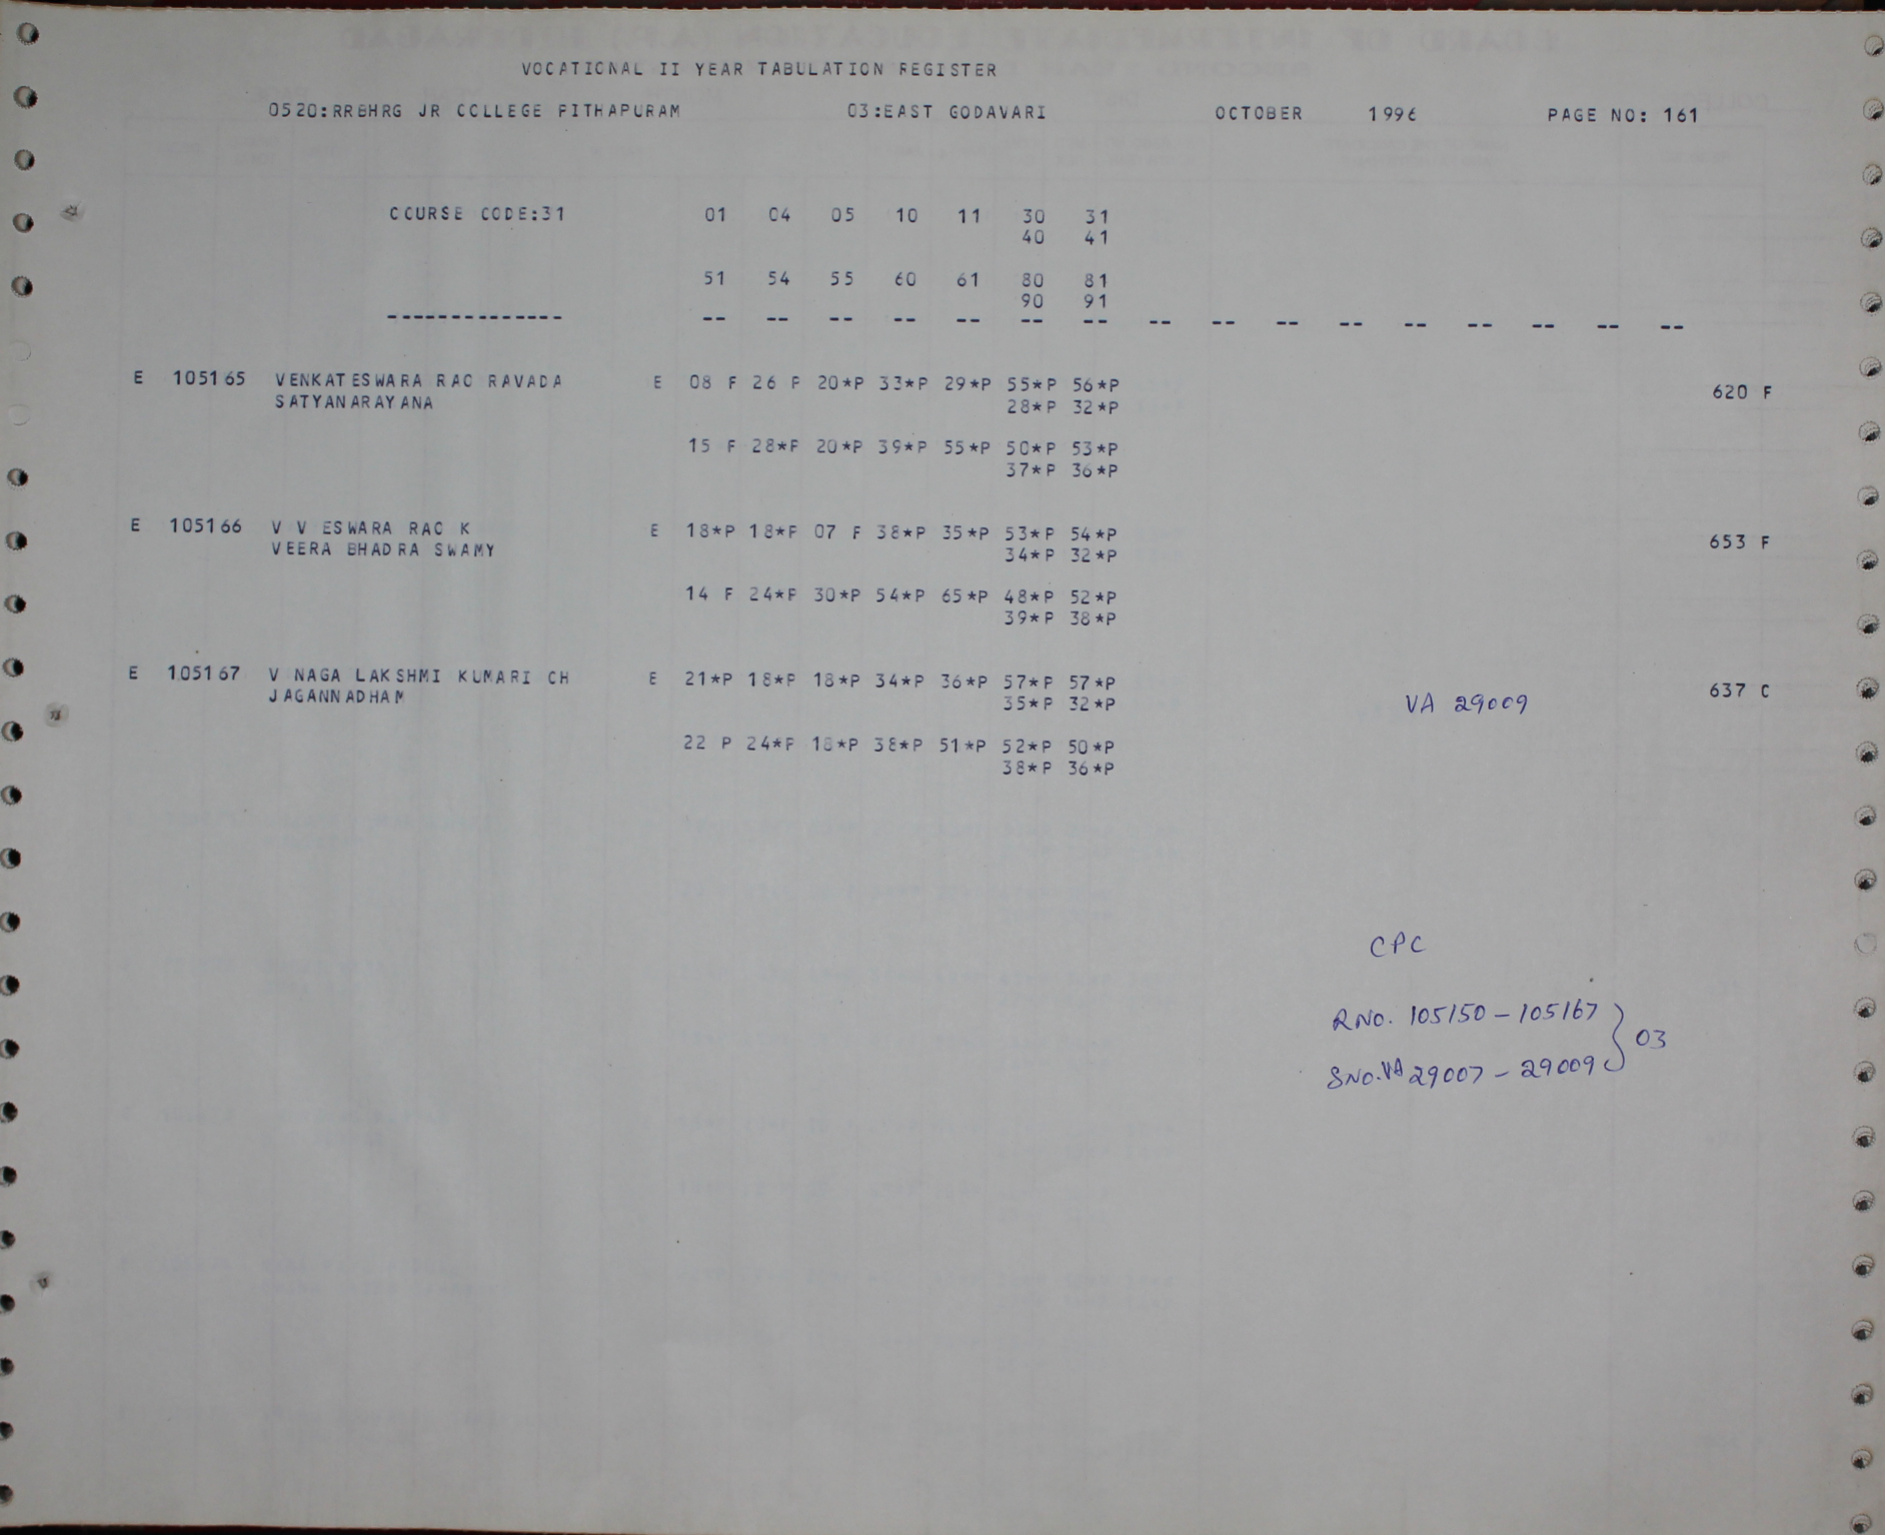 VOCATIONAL II YEAR TABULATION REGISTER
0520:RRBHRG JR COLLEGE PITHAPURAM 03:EAST GODAVARI OCTOBER 1996 PAGE NO: 161
COURSE CODE:31 01 04 05 10 11 30 31
40 41
51 54 55 60 61 80 81
90 91
-------------- -- -- -- -- -- -- -- -- -- -- -- -- -- -- -- --
E 105165 VENKATESWARA RAO RAVADA E 08 F 26 P 20*P 33*P 29*P 55*P 56*P 620 F
SATYANARAYANA 28*P 32*P
15 F 28*P 20*P 39*P 55*P 50*P 53*P
37*P 36*P
E 105166 V V ESWARA RAO K E 18*P 18*P 07 F 38*P 35*P 53*P 54*P 653 F
VEERA BHADRA SWAMY 34*P 32*P
14 F 24*P 30*P 54*P 65*P 48*P 52*P
39*P 38*P
E 105167 V NAGA LAKSHMI KUMARI CH E 21*P 18*P 18*P 34*P 36*P 57*P 57*P 637 C
JAGANNADHAM 35*P 32*P VA 29009
22 P 24*P 18*P 38*P 51*P 52*P 50*P
38*P 36*P
CPC
RNO. 105150 - 105167
} 03
SNO. VA 29007 - 29009